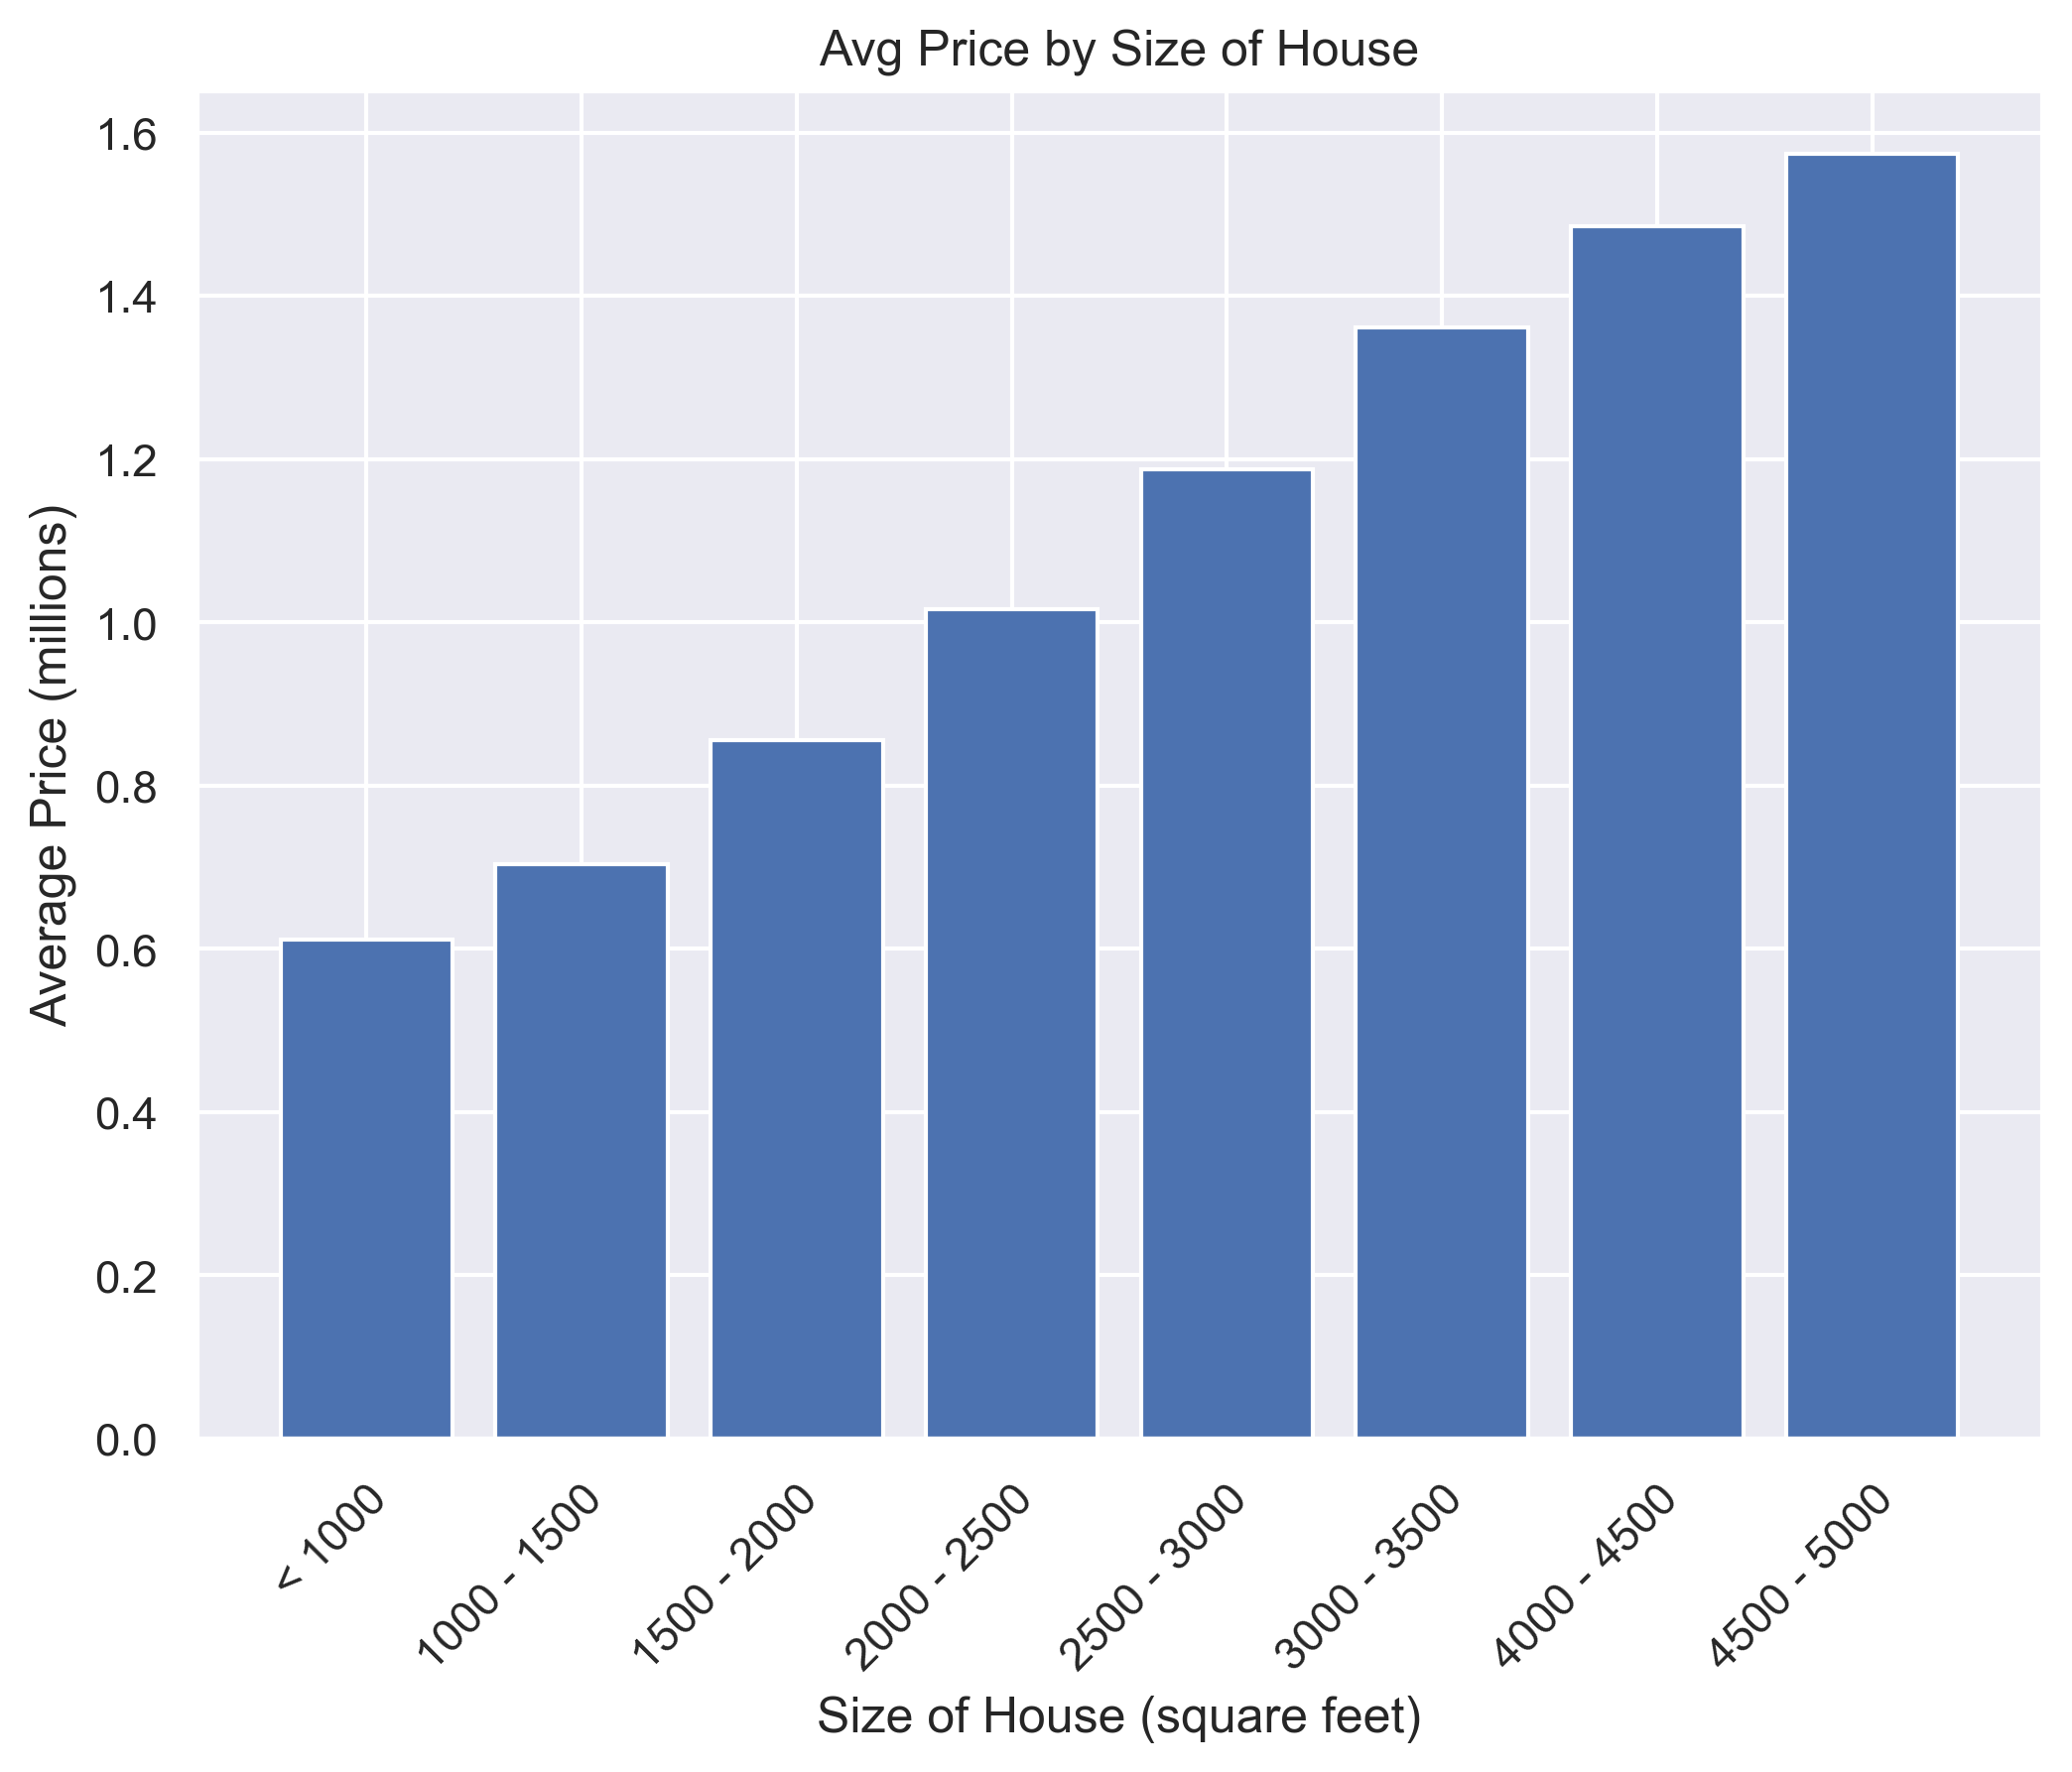 Avg Price by Size of House
1.6
1.4
1.2
1.0
0.8
0.6
0.4
0.2
0.0
Average Price (millions)
< 1000
1000 - 1500
1500 - 2000
2000 - 2500
2500 - 3000
3000 - 3500
4000 - 4500
4500 - 5000
Size of House (square feet)